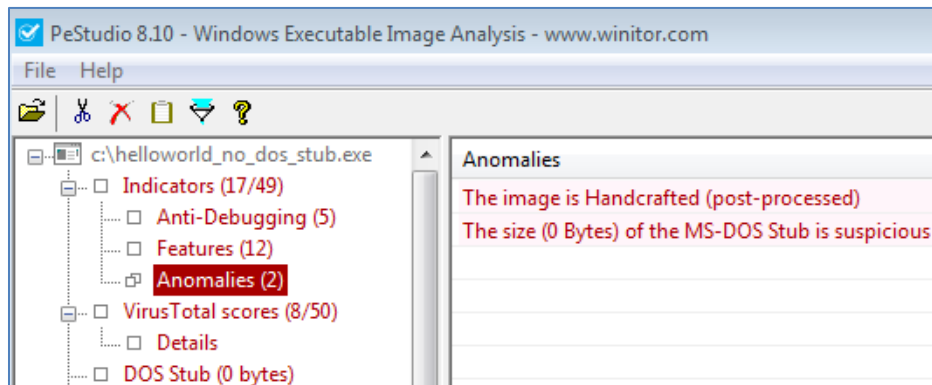 PeStudio 8.10 - Windows Executable Image Analysis - www.winitor.com
File Help
c:\helloworld_no_dos_stub.exe
Indicators (17/49)
Anti-Debugging (5)
Features (12)
Anomalies (2)
VirusTotal scores (8/50)
Details
DOS Stub (0 bytes)
Anomalies
The image is Handcrafted (post-processed)
The size (0 Bytes) of the MS-DOS Stub is suspicious